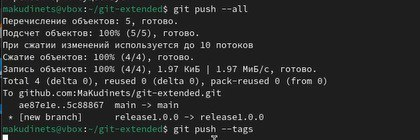 makudinets@vbox:~/git-extended$ git push --all
Перечисление объектов: 5, готово.
Подсчет объектов: 100% (5/5), готово.
При сжатии изменений используется до 10 потоков
Сжатие объектов: 100% (4/4), готово.
Запись объектов: 100% (4/4), 1.97 КиБ | 1.97 МиБ/с, готово.
Total 4 (delta 0), reused 0 (delta 0), pack-reused 0 (from 0)
To github.com:MaKudinets/git-extended.git
ae87e1e..5c88867 main -> main
* [new branch] release1.0.0 -> release1.0.0
makudinets@vbox:~/git-extended$ git push --tags